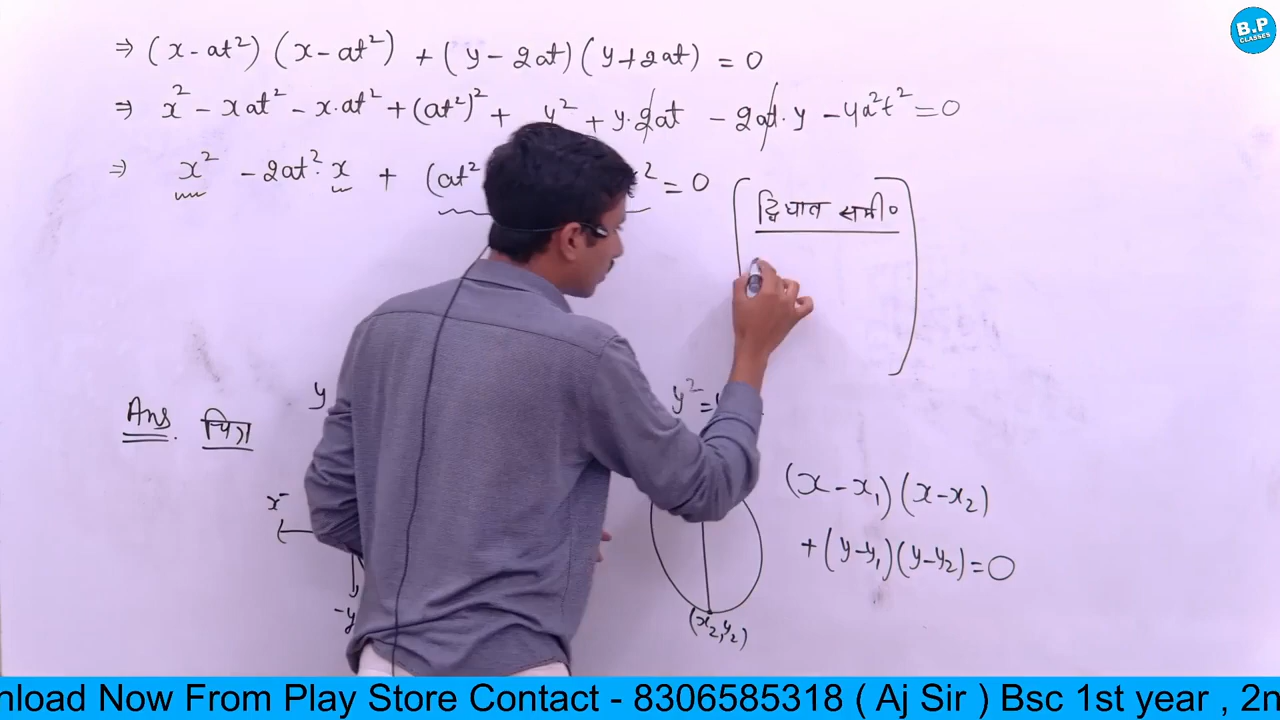 ⇒ (x - at²) (x - at²) + (y - 2at) (y + 2at) = 0
⇒ x² - xat² - x·at² + (at²)² + y² + y·2at - 2at·y - 4a²t² = 0
⇒ x² - 2at²·x + (at² ² = 0
[द्विघात समी०]
Ans. चित्र
y
y² =
x⁻
-y
(x₂, y₂)
(x - x₁) (x - x₂)
+ (y - y₁) (y - y₂) = 0
B.P
CLASSES
nload Now From Play Store Contact - 8306585318 ( Aj Sir ) Bsc 1st year , 2n